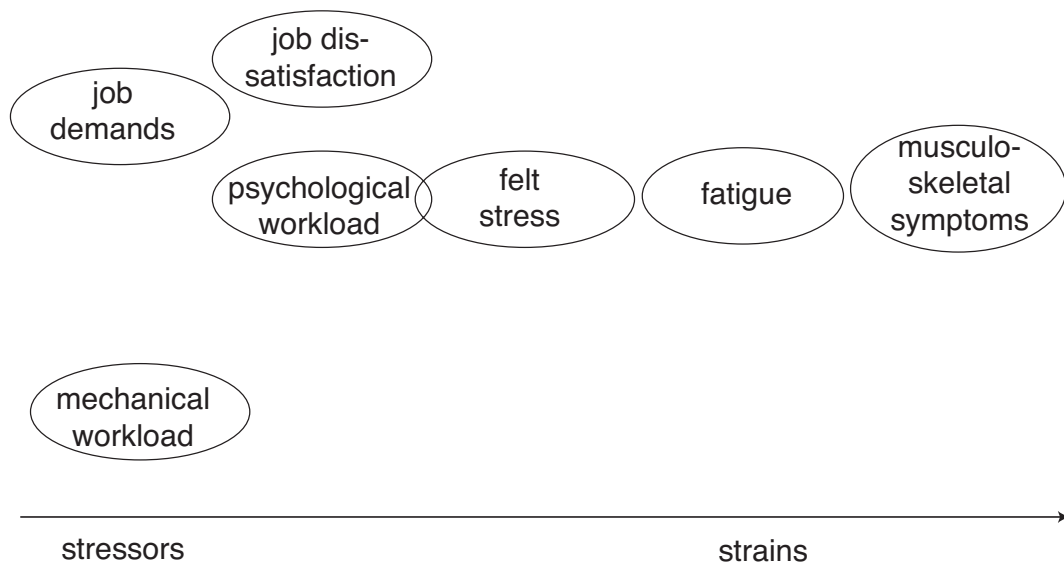 job dis-
satisfaction
job
demands
psychological
workload
felt
stress
fatigue
musculo-
skeletal
symptoms
mechanical
workload
stressors
strains